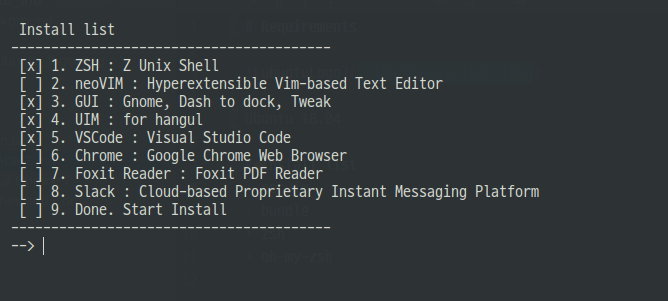 Install list
----------------------------------------
[x] 1. ZSH : Z Unix Shell
[ ] 2. neoVIM : Hyperextensible Vim-based Text Editor
[x] 3. GUI : Gnome, Dash to dock, Tweak
[x] 4. UIM : for hangul
[x] 5. VSCode : Visual Studio Code
[ ] 6. Chrome : Google Chrome Web Browser
[ ] 7. Foxit Reader : Foxit PDF Reader
[ ] 8. Slack : Cloud-based Proprietary Instant Messaging Platform
[ ] 9. Done. Start Install
----------------------------------------
-->